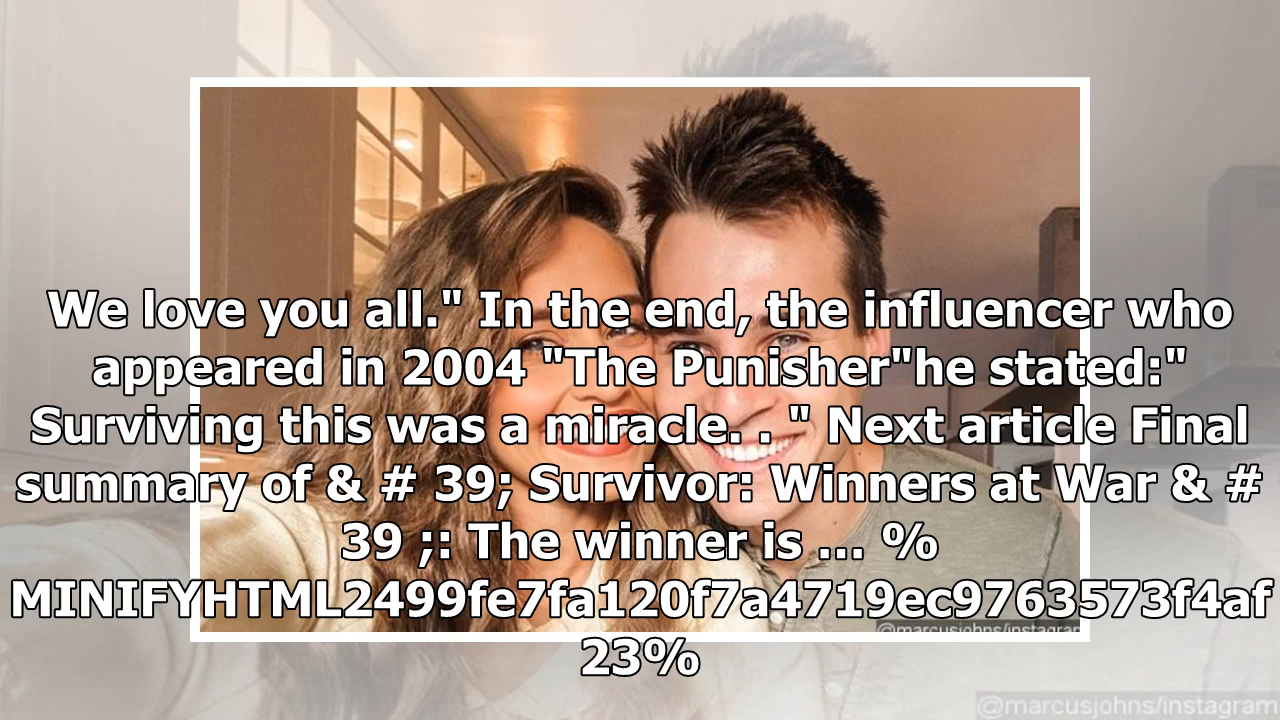 We love you all." In the end, the influencer who
appeared in 2004 "The Punisher"he stated:"
Surviving this was a miracle. . " Next article Final
summary of & # 39; Survivor: Winners at War & #
39 ;: The winner is ... %
MINIFYHTML2499fe7fa120f7a4719ec9763573f4af
23%
@marcusjohns/instagram
@marcusjohns/instagram